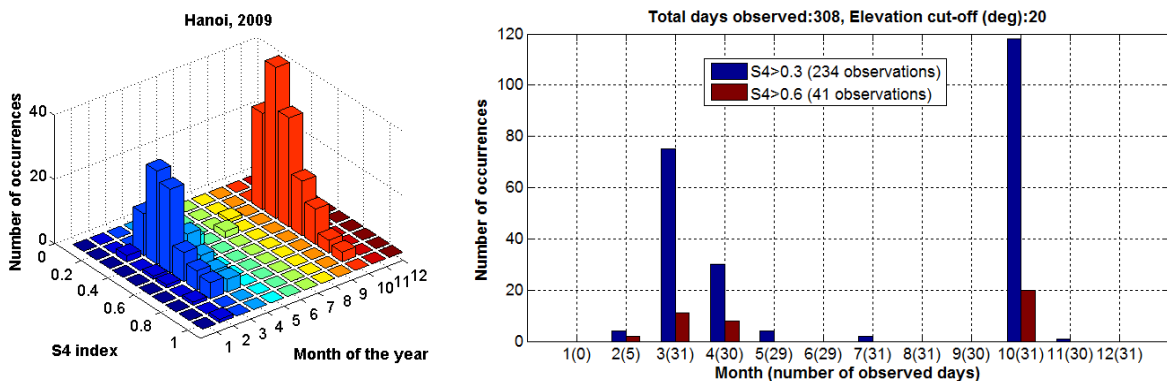 Hanoi, 2009
Number of occurrences
40
20
0
0
0.2
0.4
0.6
0.8
1
S4 index
1 2 3 4 5 6 7 8 9 10 11 12
Month of the year
Total days observed:308, Elevation cut-off (deg):20
Number of occurrences
120
100
80
60
40
20
0
S4>0.3 (234 observations)
S4>0.6 (41 observations)
1(0) 2(5) 3(31) 4(30) 5(29) 6(29) 7(31) 8(31) 9(30) 10(31) 11(30) 12(31)
Month (number of observed days)